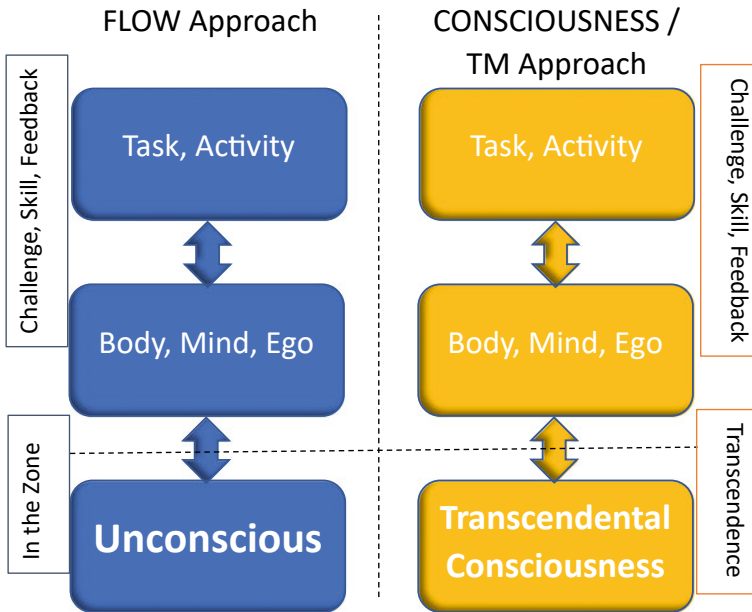 FLOW Approach
CONSCIOUSNESS /
TM Approach
Challenge, Skill, Feedback
Task, Activity
Task, Activity
Challenge, Skill, Feedback
Body, Mind, Ego
Body, Mind, Ego
In the Zone
Unconscious
Transcendental
Consciousness
Transcendence